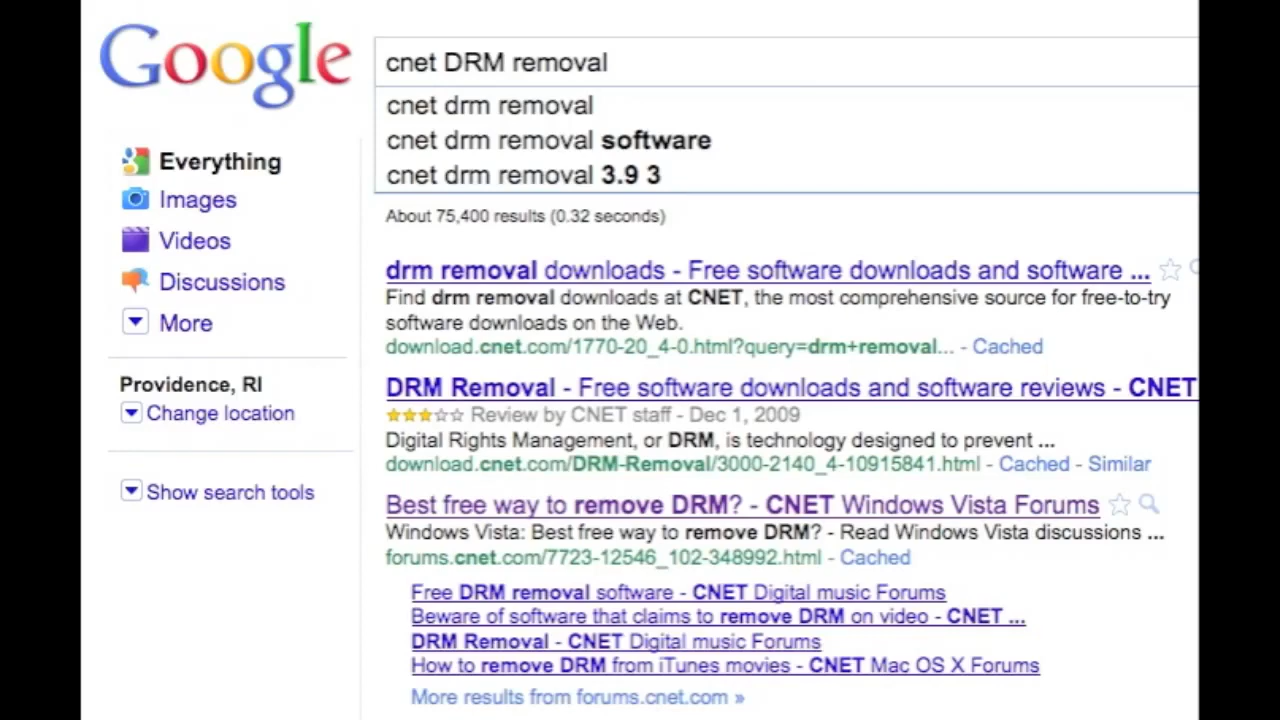 Google
cnet DRM removal
cnet drm removal
cnet drm removal software
cnet drm removal 3.9 3
Everything
Images
Videos
Discussions
More
Providence, RI
Change location
Show search tools
About 75,400 results (0.32 seconds)
drm removal downloads - Free software downloads and software ...
Find drm removal downloads at CNET, the most comprehensive source for free-to-try
software downloads on the Web.
download.cnet.com/1770-20_4-0.html?query=drm+removal... - Cached
DRM Removal - Free software downloads and software reviews - CNET
Review by CNET staff - Dec 1, 2009
Digital Rights Management, or DRM, is technology designed to prevent ...
download.cnet.com/DRM-Removal/3000-2140_4-10915841.html - Cached - Similar
Best free way to remove DRM? - CNET Windows Vista Forums
Windows Vista: Best free way to remove DRM? - Read Windows Vista discussions ...
forums.cnet.com/7723-12546_102-348992.html - Cached
Free DRM removal software - CNET Digital music Forums
Beware of software that claims to remove DRM on video - CNET ...
DRM Removal - CNET Digital music Forums
How to remove DRM from iTunes movies - CNET Mac OS X Forums
More results from forums.cnet.com »